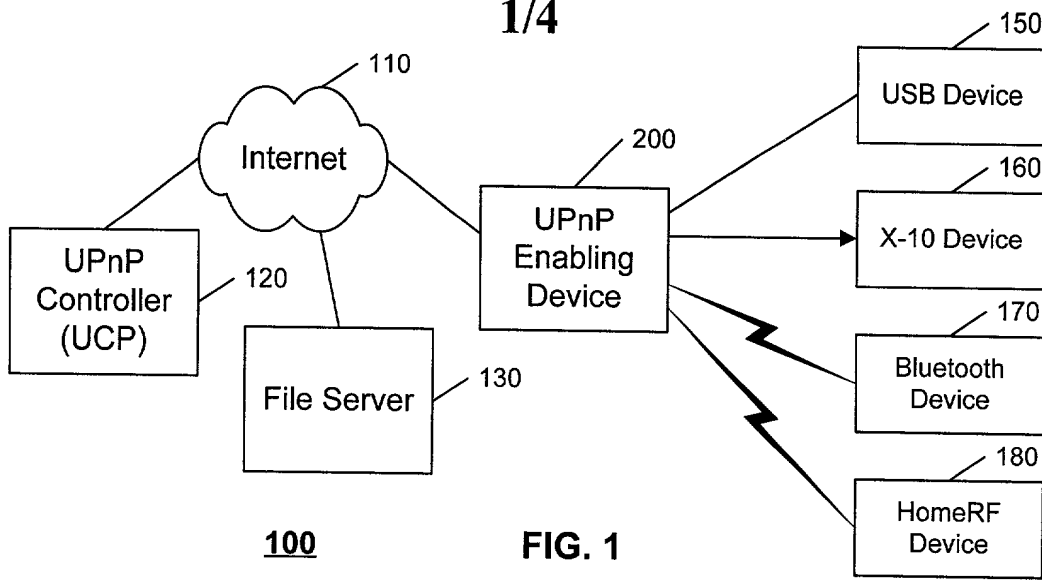 1/4
110
Internet
UPnP
Controller
(UCP)
120
File Server
130
200
UPnP
Enabling
Device
150
USB Device
160
X-10 Device
170
Bluetooth
Device
180
HomeRF
Device
100
FIG. 1